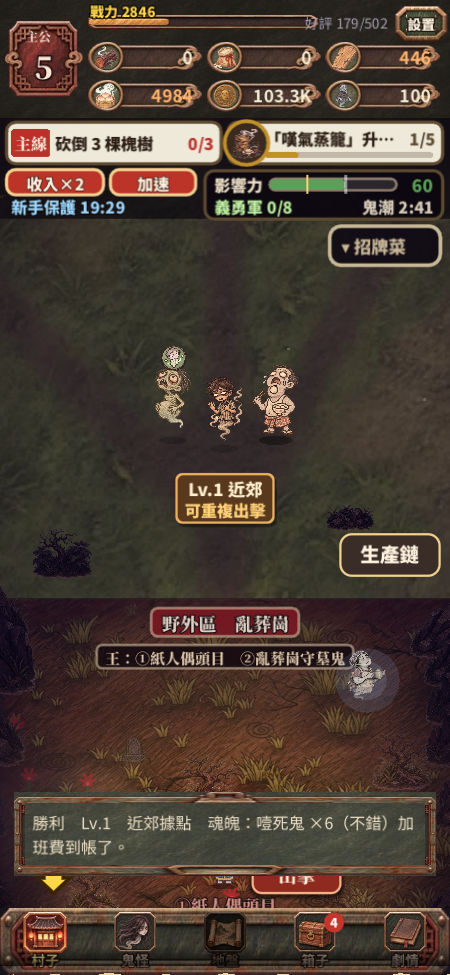 戰力 2846
主公
5
好評 179/502
設置
0
0
446
4984
103.3K
100
主線 砍倒 3 棵槐樹 0/3
「嘆氣蒸籠」升… 1/5
收入×2
加速
影響力 60
新手保護 19:29
義勇軍 0/8
鬼潮 2:41
▾招牌菜
Lv.1 近郊
可重複出擊
生產鏈
野外區 亂葬崗
王：①紙人偶頭目 ②亂葬崗守墓鬼
勝利 Lv.1 近郊據點 魂魄：噎死鬼 ×6（不錯）加
班費到帳了。
出擊
①紙人偶頭目
4
村子
鬼怪
地盤
箱子
劇情